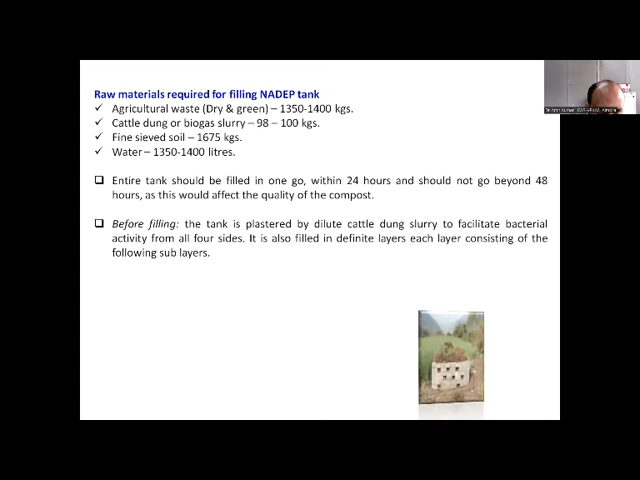 Raw materials required for filling NADEP tank
✓ Agricultural waste (Dry & green) – 1350-1400 kgs.
✓ Cattle dung or biogas slurry – 98 – 100 kgs.
✓ Fine sieved soil – 1675 kgs.
✓ Water – 1350-1400 litres.
❑ Entire tank should be filled in one go, within 24 hours and should not go beyond 48
hours, as this would affect the quality of the compost.
❑ Before filling: the tank is plastered by dilute cattle dung slurry to facilitate bacterial
activity from all four sides. It is also filled in definite layers each layer consisting of the
following sub layers.